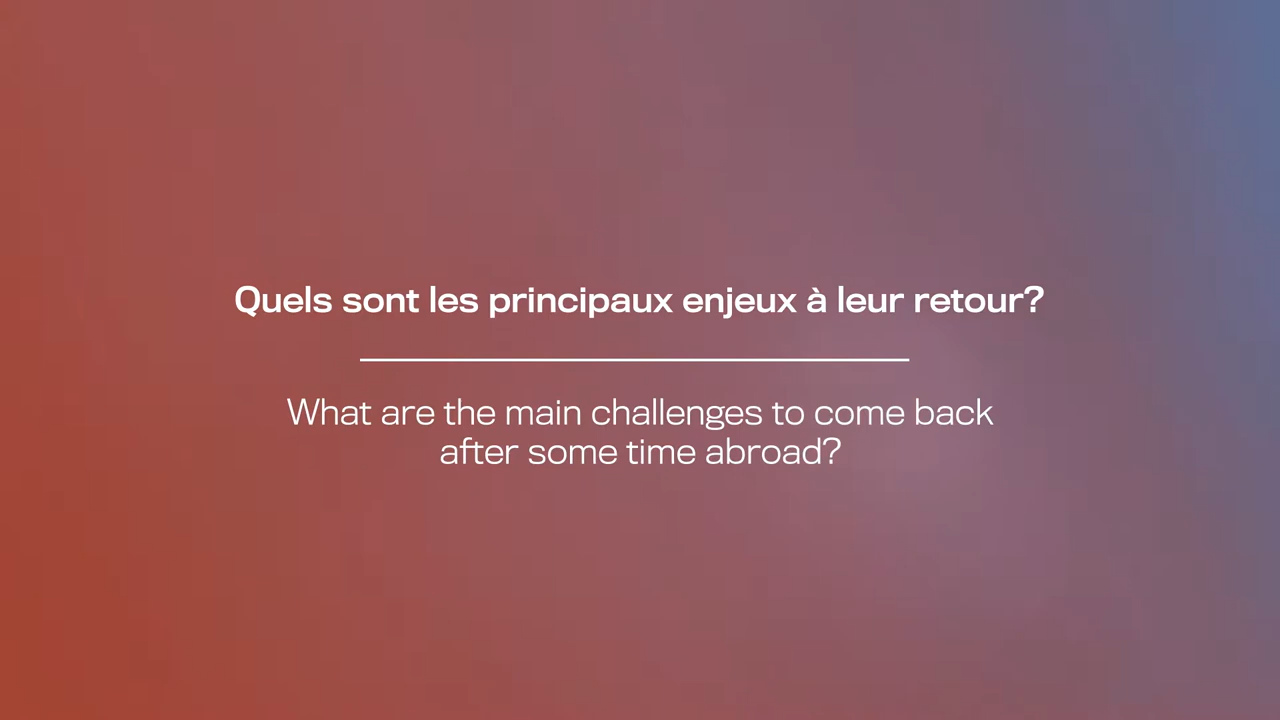 Quels sont les principaux enjeux à leur retour?
What are the main challenges to come back
after some time abroad?